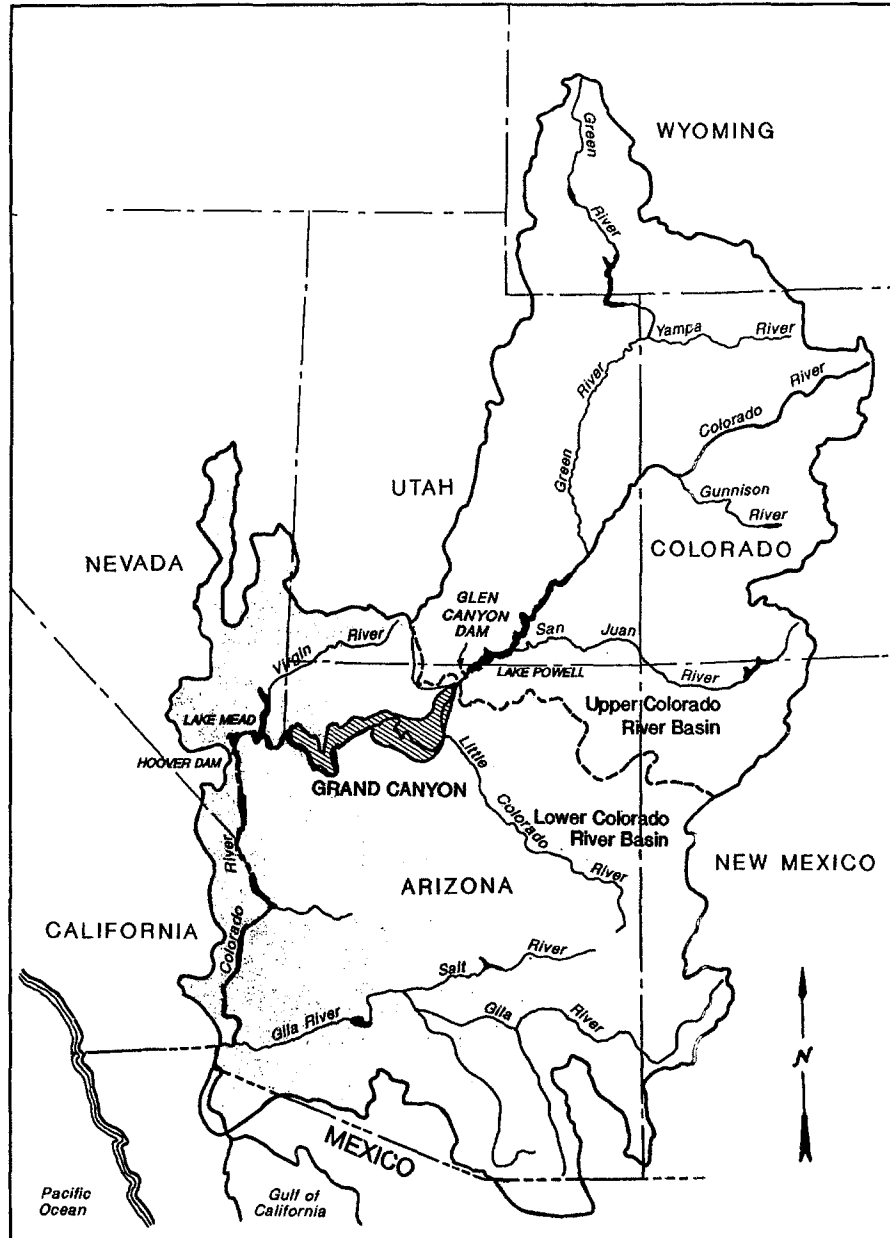 WYOMING
Green
River
Yampa River
River
Green
Colorado River
Gunnison
River
UTAH
COLORADO
NEVADA
GLEN
CANYON
DAM
San Juan
River
Virgin River
LAKE POWELL
Upper Colorado
River Basin
LAKE MEAD
HOOVER DAM
GRAND CANYON
Little
Colorado
River
Lower Colorado
River Basin
NEW MEXICO
ARIZONA
River
Colorado
CALIFORNIA
Salt River
Gila River
Gila River
N
MEXICO
Pacific
Ocean
Gulf of
California